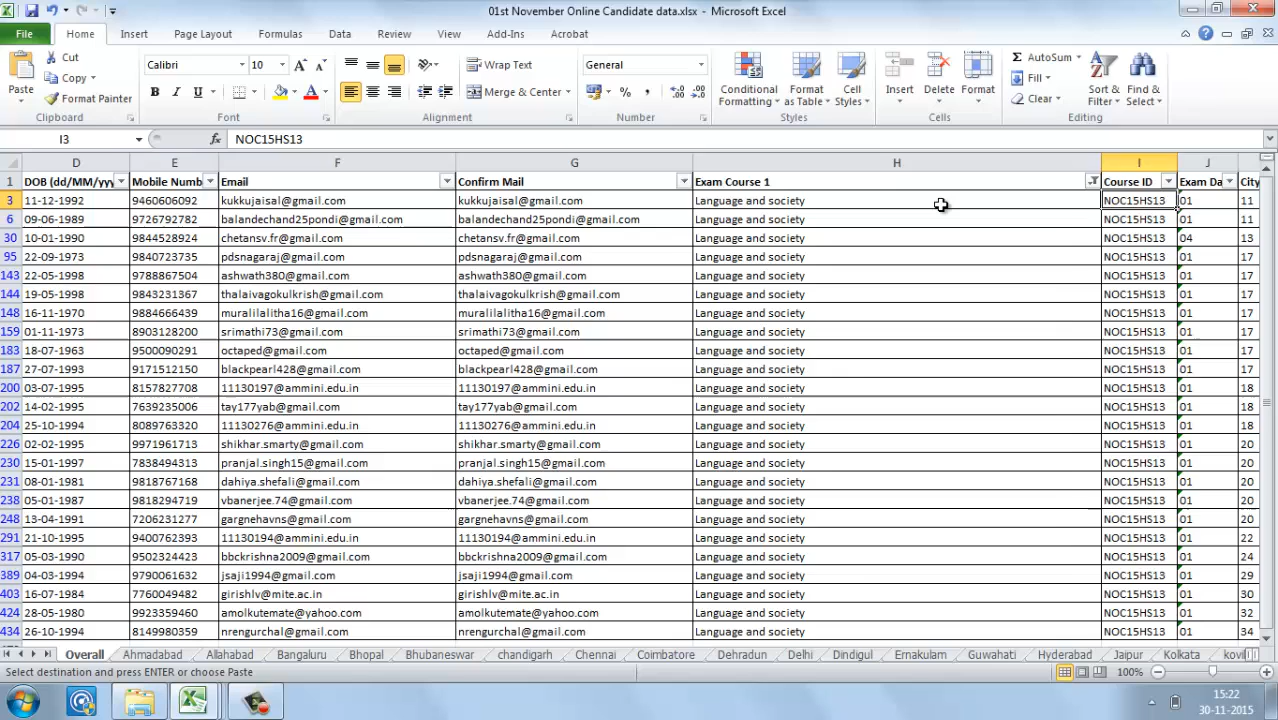 01st November Online Candidate data.xlsx - Microsoft Excel
File Home Insert Page Layout Formulas Data Review View Add-Ins Acrobat
Paste Cut Copy Format Painter Clipboard
Calibri 10 A A B I U A Font
Wrap Text Merge & Center Alignment
General % , Number
Conditional Formatting Format as Table Cell Styles Styles
Insert Delete Format Cells
Σ AutoSum Fill Clear Sort & Filter Find & Select Editing
I3 fx NOC15HS13
D E F G H I J
1 DOB (dd/MM/yyy Mobile Numb Email Confirm Mail Exam Course 1 Course ID Exam Da City
3 11-12-1992 9460606092 kukkujaisal@gmail.com kukkujaisal@gmail.com Language and society NOC15HS13 01 11
6 09-06-1989 9726792782 balandechand25pondi@gmail.com balandechand25pondi@gmail.com Language and society NOC15HS13 01 11
30 10-01-1990 9844528924 chetansv.fr@gmail.com chetansv.fr@gmail.com Language and society NOC15HS13 04 13
95 22-09-1973 9840723735 pdsnagaraj@gmail.com pdsnagaraj@gmail.com Language and society NOC15HS13 01 17
143 22-05-1998 9788867504 ashwath380@gmail.com ashwath380@gmail.com Language and society NOC15HS13 01 17
144 19-05-1998 9843231367 thalaivagokulkrish@gmail.com thalaivagokulkrish@gmail.com Language and society NOC15HS13 01 17
148 16-11-1970 9884666439 muralilalitha16@gmail.com muralilalitha16@gmail.com Language and society NOC15HS13 01 17
159 01-11-1973 8903128200 srimathi73@gmail.com srimathi73@gmail.com Language and society NOC15HS13 01 17
183 18-07-1963 9500090291 octaped@gmail.com octaped@gmail.com Language and society NOC15HS13 01 17
187 27-07-1993 9171512150 blackpearl428@gmail.com blackpearl428@gmail.com Language and society NOC15HS13 01 17
200 03-07-1995 8157827708 11130197@ammini.edu.in 11130197@ammini.edu.in Language and society NOC15HS13 01 18
202 14-02-1995 7639235006 tay177yab@gmail.com tay177yab@gmail.com Language and society NOC15HS13 01 18
204 25-10-1994 8089763320 11130276@ammini.edu.in 11130276@ammini.edu.in Language and society NOC15HS13 01 18
226 02-02-1995 9971961713 shikhar.smarty@gmail.com shikhar.smarty@gmail.com Language and society NOC15HS13 01 20
230 15-01-1997 7838494313 pranjal.singh15@gmail.com pranjal.singh15@gmail.com Language and society NOC15HS13 01 20
231 08-01-1981 9818767168 dahiya.shefali@gmail.com dahiya.shefali@gmail.com Language and society NOC15HS13 01 20
238 05-01-1987 9818294719 vbanerjee.74@gmail.com vbanerjee.74@gmail.com Language and society NOC15HS13 01 20
248 13-04-1991 7206231277 gargnehavns@gmail.com gargnehavns@gmail.com Language and society NOC15HS13 01 20
291 21-10-1995 9400762393 11130194@ammini.edu.in 11130194@ammini.edu.in Language and society NOC15HS13 01 22
317 05-03-1990 9502324423 bbckrishna2009@gmail.com bbckrishna2009@gmail.com Language and society NOC15HS13 01 24
389 04-03-1994 9790061632 jsaji1994@gmail.com jsaji1994@gmail.com Language and society NOC15HS13 01 29
403 16-07-1984 7760049482 girishlv@mite.ac.in girishlv@mite.ac.in Language and society NOC15HS13 01 30
424 28-05-1980 9923359460 amolkutemate@yahoo.com amolkutemate@yahoo.com Language and society NOC15HS13 01 32
434 26-10-1994 8149980359 nrengurchal@gmail.com nrengurchal@gmail.com Language and society NOC15HS13 01 34
Overall Ahmadabad Allahabad Bangaluru Bhopal Bhubaneswar chandigarh Chennai Coimbatore Dehradun Delhi Dindigul Ernakulam Guwahati Hyderabad Jaipur Kolkata kovi
Select destination and press ENTER or choose Paste 100%
15:22
30-11-2015